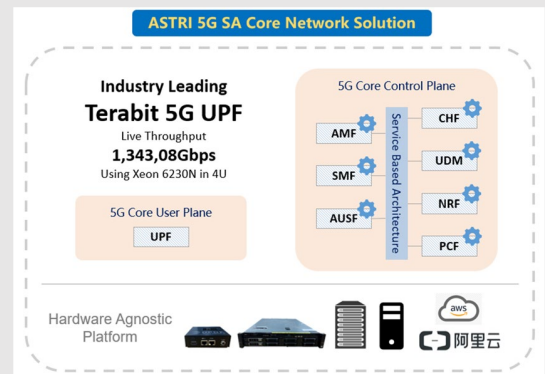 ASTRI 5G SA Core Network Solution
Industry Leading
Terabit 5G UPF
Live Throughput
1,343,08Gbps
Using Xeon 6230N in 4U
5G Core User Plane
UPF
5G Core Control Plane
AMF
SMF
AUSF
Service Based Architecture
CHF
UDM
NRF
PCF
Hardware Agnostic
Platform
aws
阿里云